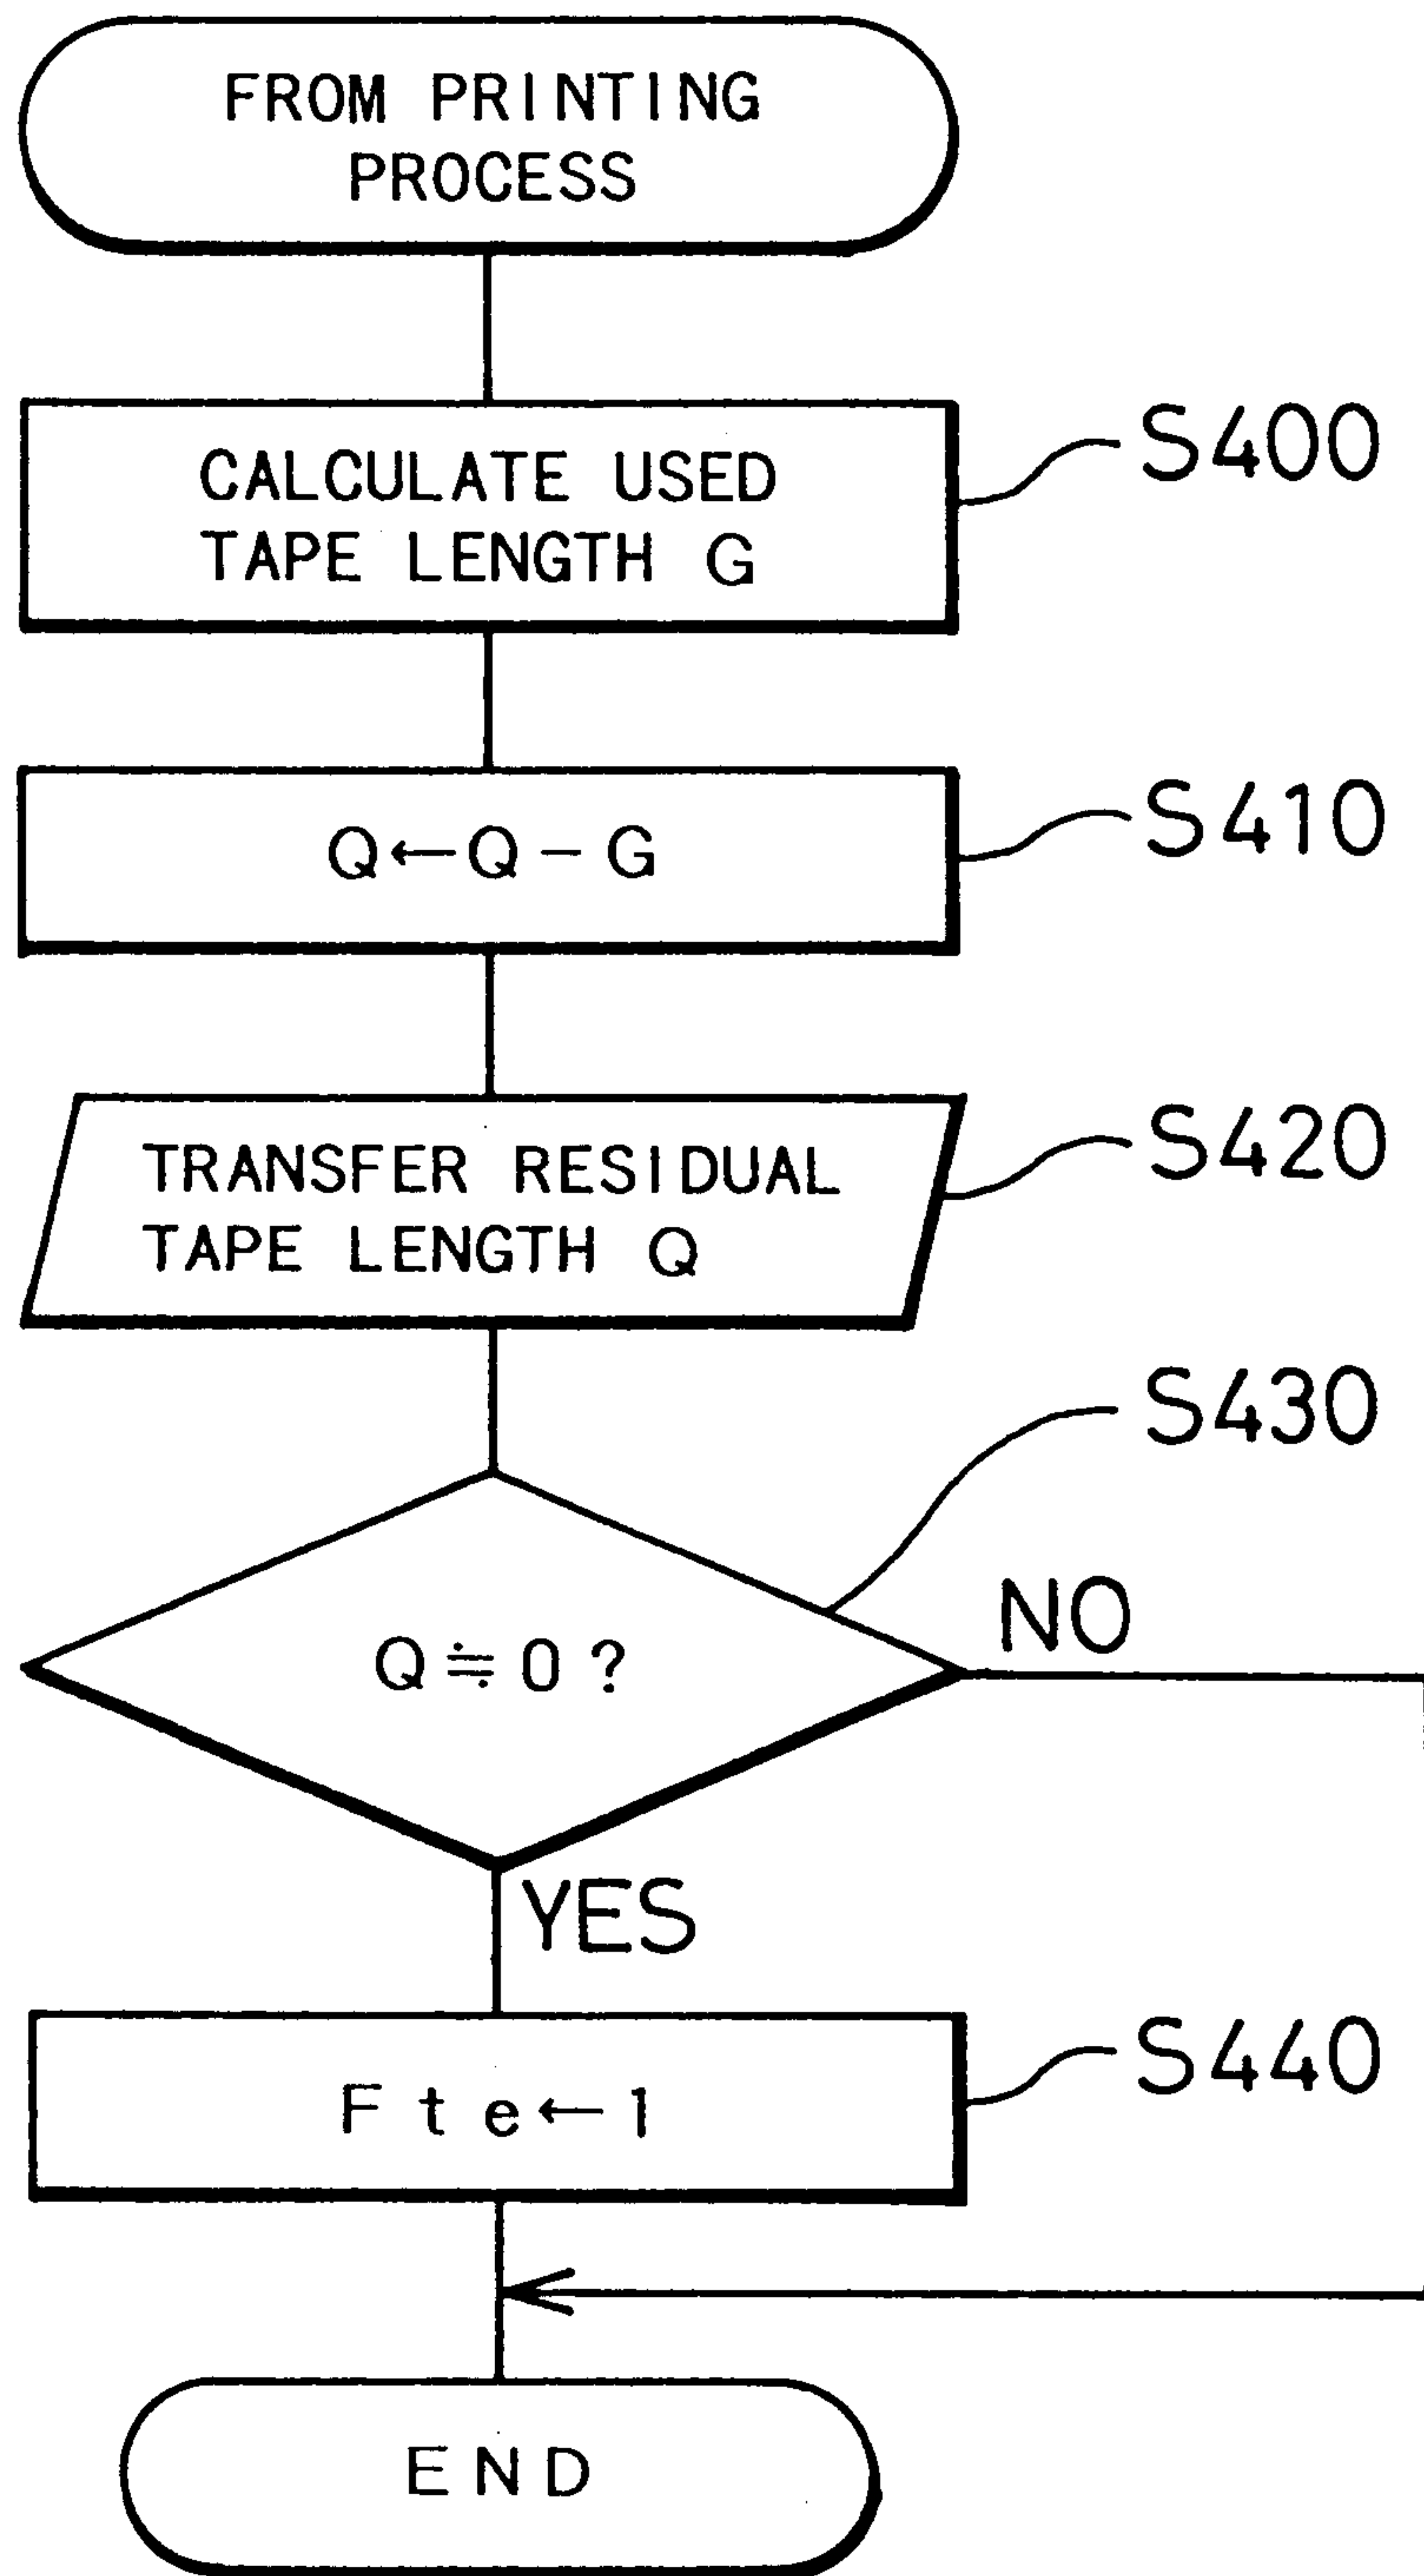 FROM PRINTING
PROCESS
CALCULATE USED
TAPE LENGTH G
S400
Q←Q-G
S410
TRANSFER RESIDUAL
TAPE LENGTH Q
S420
S430
Q≒0?
NO
YES
Fte←1
S440
END